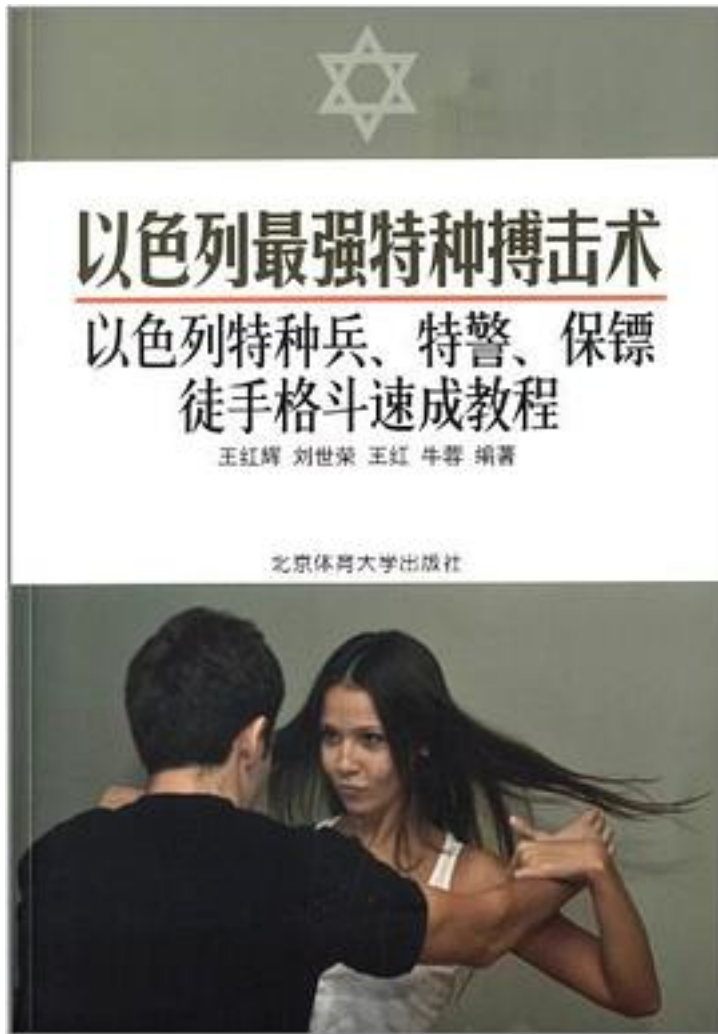 以色列最强特种搏击术
以色列特种兵、特警、保镖
徒手格斗速成教程
王红辉 刘世荣 王红 牛蓉 编著
北京体育大学出版社